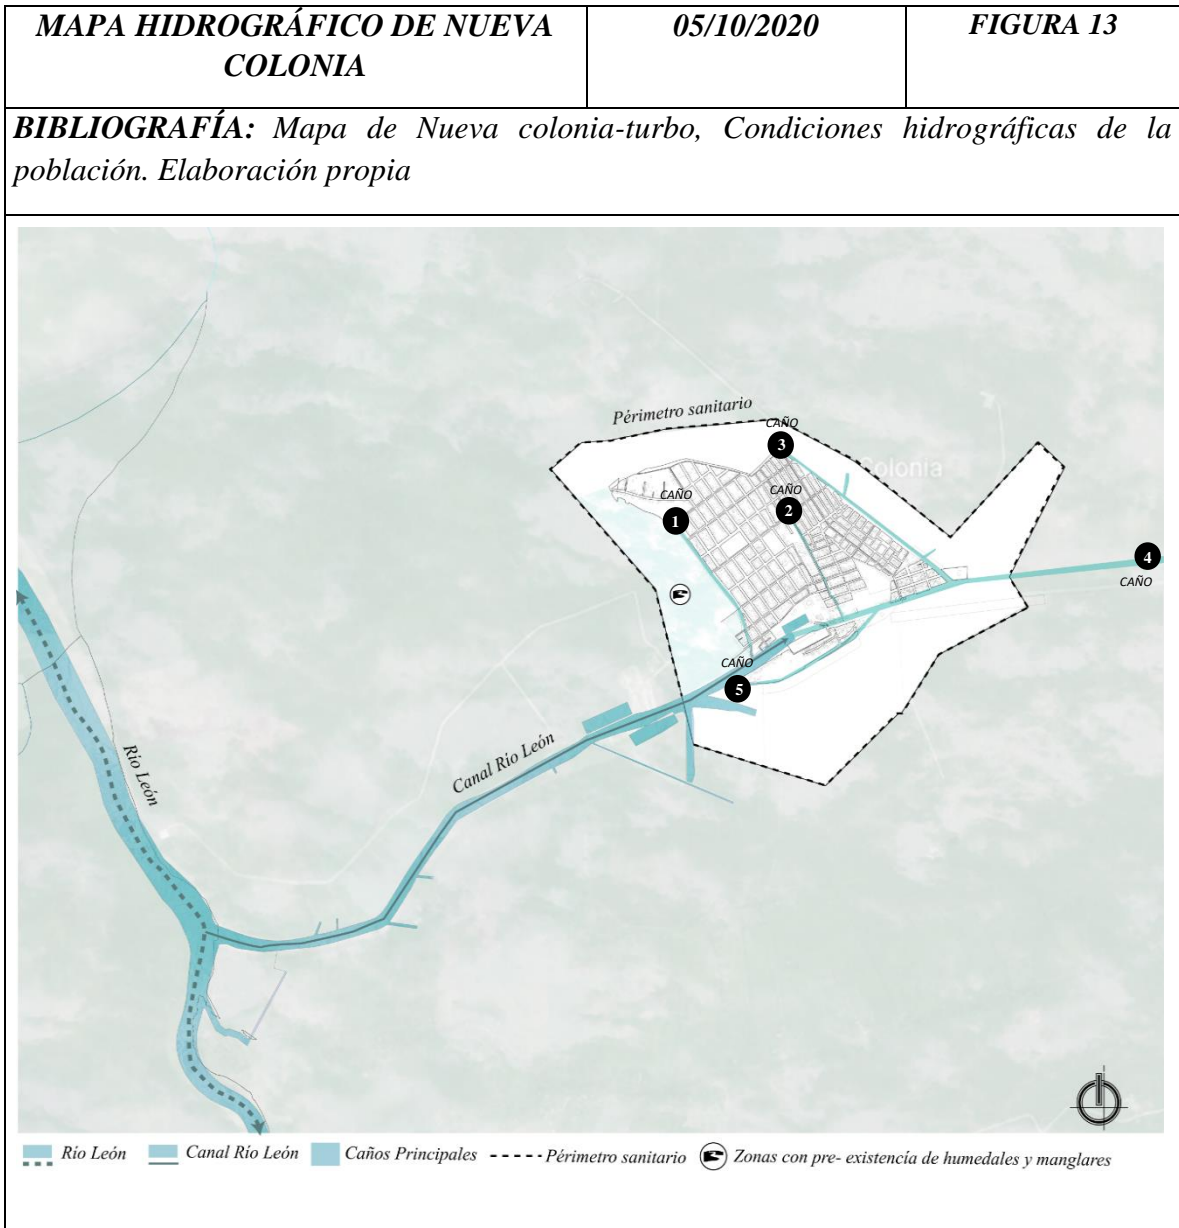 MAPA HIDROGRÁFICO DE NUEVA
COLONIA
05/10/2020
FIGURA 13
BIBLIOGRAFÍA: Mapa de Nueva colonia-turbo, Condiciones hidrográficas de la
población. Elaboración propia
Périmetro sanitario
CAÑO
3
Colonia
CAÑO
1
CAÑO
2
4
CAÑO
CAÑO
5
Río León
Canal Río León
Río León
Canal Río León
Caños Principales
Périmetro sanitario
Zonas con pre- existencía de humedales y manglares